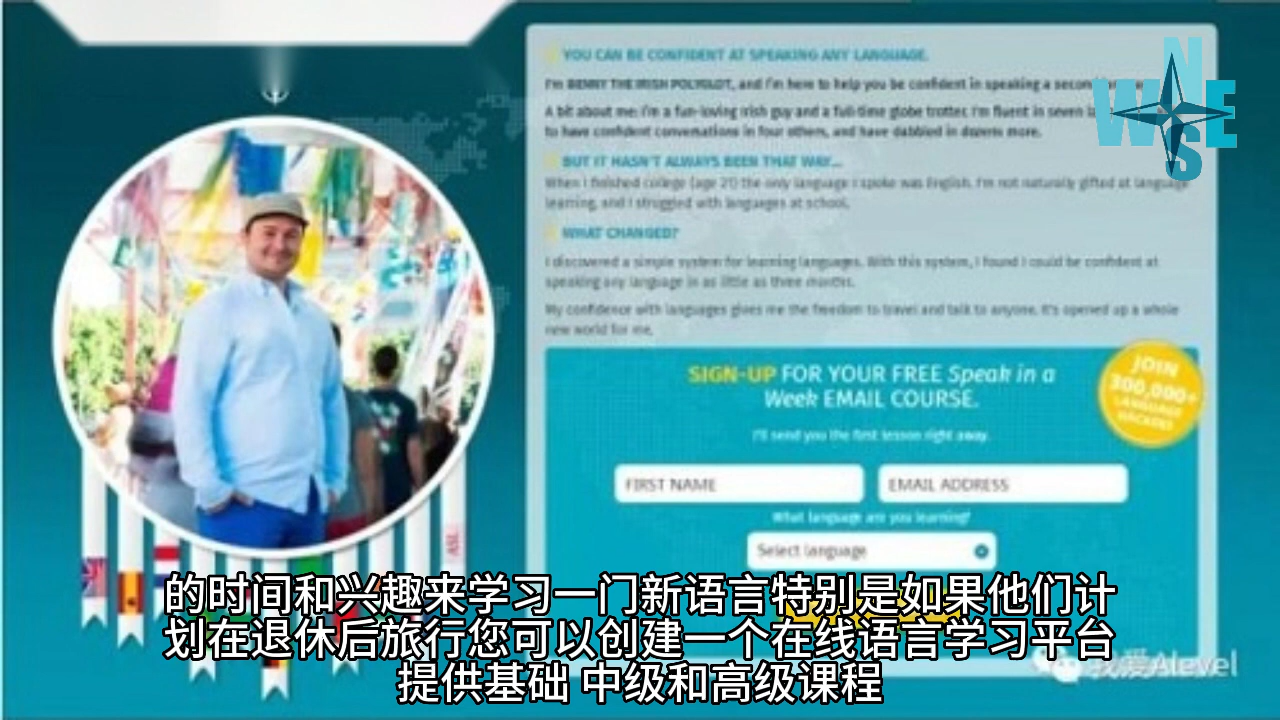 YOU CAN BE CONFIDENT AT SPEAKING ANY LANGUAGE.
I'm BENNY THE IRISH POLYGLOT, and I'm here to help you be confident in speaking a second
A bit about me: I'm a fun-loving Irish guy and a full-time globe trotter. I'm fluent in seven
to have confident conversations in four others, and have dabbled in dozens more.
BUT IT HASN'T ALWAYS BEEN THAT WAY...
When I finished college (age 21) the only language I spoke was English. I'm not naturally gifted at language
learning, and I struggled with languages at school.
WHAT CHANGED?
I discovered a simple system for learning languages. With this system, I found I could be confident at
speaking any language in as little as three months.
My confidence with languages gives me the freedom to travel and talk to anyone. It's opened up a whole
new world for me.
N
W E
S
SIGN-UP FOR YOUR FREE Speak in a
Week EMAIL COURSE.
I'll send you the first lesson right away.
JOIN
300,000+
LANGUAGE
HACKERS
FIRST NAME
EMAIL ADDRESS
What language are you learning?
Select language
ASL
的时间和兴趣来学习一门新语言特别是如果他们计
划在退休后旅行您可以创建一个在线语言学习平台
提供基础 中级和高级课程
我爱Alevel